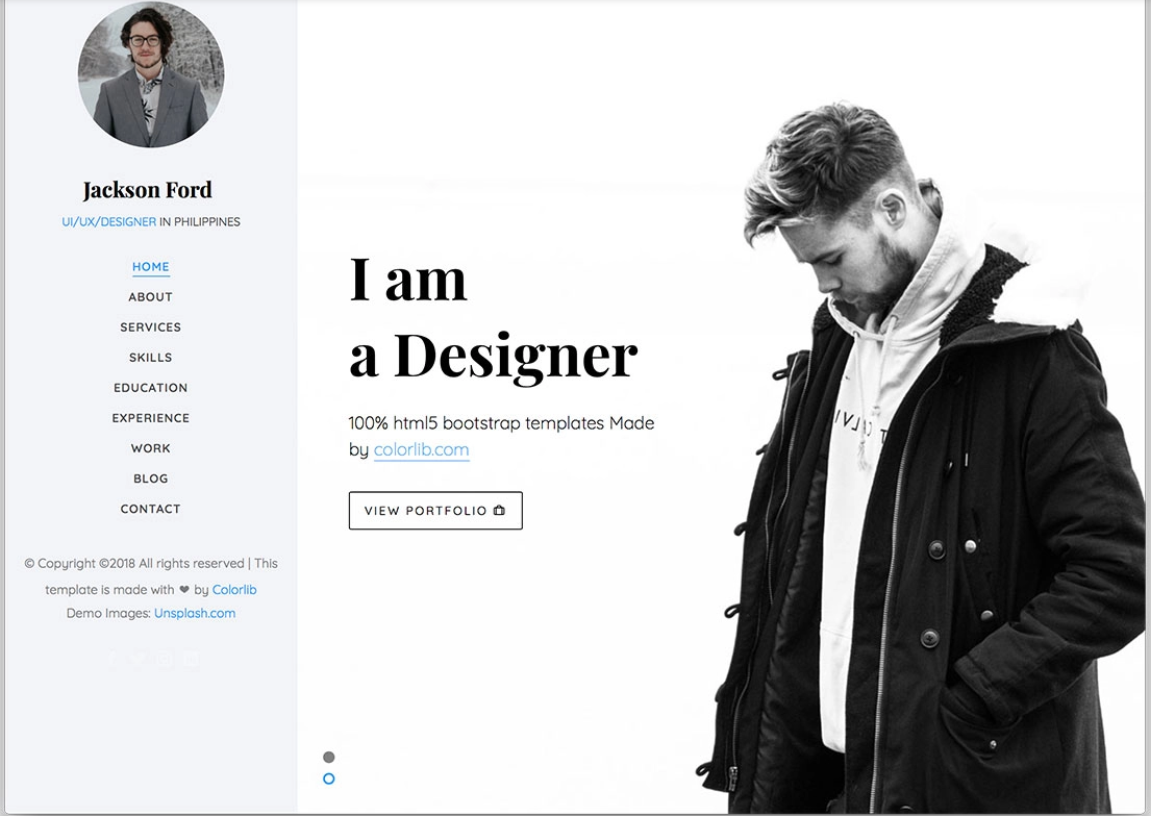 Jackson Ford
UI/UX/DESIGNER IN PHILIPPINES
HOME
ABOUT
SERVICES
SKILLS
EDUCATION
EXPERIENCE
WORK
BLOG
CONTACT
© Copyright ©2018 All rights reserved | This
template is made with ❤ by Colorlib
Demo Images: Unsplash.com
I am
a Designer
100% html5 bootstrap templates Made
by colorlib.com
VIEW PORTFOLIO